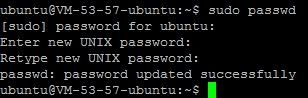 ubuntu@VM-53-57-ubuntu:~$ sudo passwd
[sudo] password for ubuntu:
Enter new UNIX password:
Retype new UNIX password:
passwd: password updated successfully
ubuntu@VM-53-57-ubuntu:~$